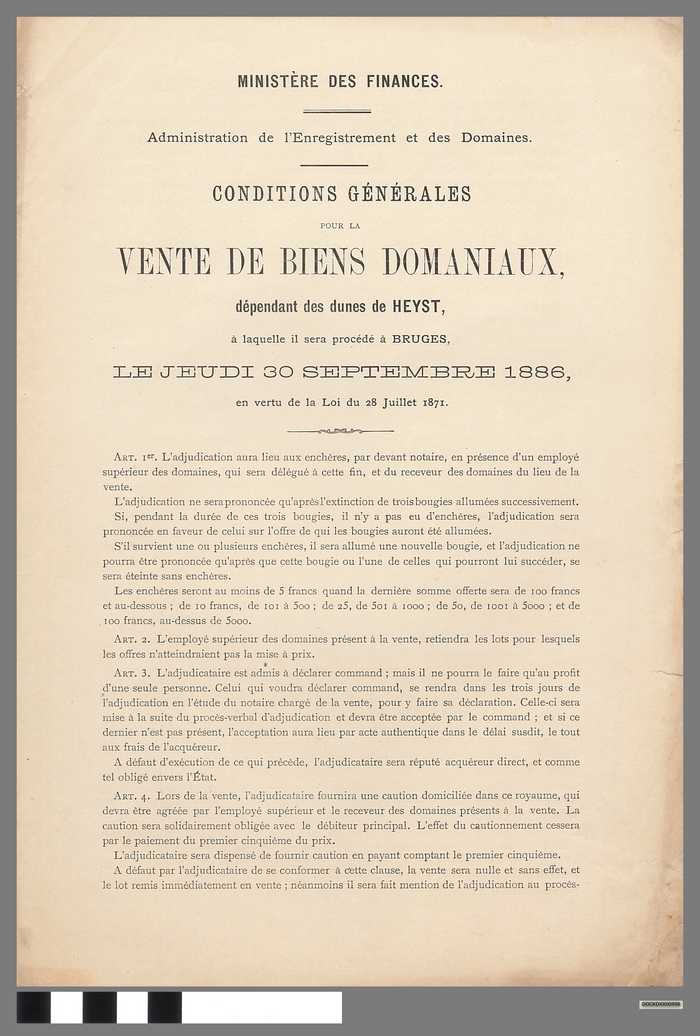 MINISTÈRE DES FINANCES.
Administration de l'Enregistrement et des Domaines.
CONDITIONS GÉNÉRALES
POUR LA
VENTE DE BIENS DOMANIAUX,
dépendant des dunes de HEYST,
à laquelle il sera procédé à BRUGES,
LE JEUDI 30 SEPTEMBRE 1886,
en vertu de la Loi du 28 Juillet 1871.
ART. 1er. L'adjudication aura lieu aux enchères, par devant notaire, en présence d'un employé
supérieur des domaines, qui sera délégué à cette fin, et du receveur des domaines du lieu de la
vente.
L'adjudication ne sera prononcée qu'après l'extinction de trois bougies allumées successivement.
Si, pendant la durée de ces trois bougies, il n'y a pas eu d'enchères, l'adjudication sera
prononcée en faveur de celui sur l'offre de qui les bougies auront été allumées.
S'il survient une ou plusieurs enchères, il sera allumé une nouvelle bougie, et l'adjudication ne
pourra être prononcée qu'après que cette bougie ou l'une de celles qui pourront lui succéder, se
sera éteinte sans enchères.
Les enchères seront au moins de 5 francs quand la dernière somme offerte sera de 100 francs
et au-dessous ; de 10 francs, de 101 à 500 ; de 25, de 501 à 1000 ; de 50, de 1001 à 5000 ; et de
100 francs, au-dessus de 5000.
ART. 2. L'employé supérieur des domaines présent à la vente, retiendra les lots pour lesquels
les offres n'atteindraient pas la mise à prix.
ART. 3. L'adjudicataire est admis à déclarer command ; mais il ne pourra le faire qu'au profit
d'une seule personne. Celui qui voudra déclarer command, se rendra dans les trois jours de
l'adjudication en l'étude du notaire chargé de la vente, pour y faire sa déclaration. Celle-ci sera
mise à la suite du procès-verbal d'adjudication et devra être acceptée par le command ; et si ce
dernier n'est pas présent, l'acceptation aura lieu par acte authentique dans le délai susdit, le tout
aux frais de l'acquéreur.
A défaut d'exécution de ce qui précède, l'adjudicataire sera réputé acquéreur direct, et comme
tel obligé envers l'État.
ART. 4. Lors de la vente, l'adjudicataire fournira une caution domiciliée dans ce royaume, qui
devra être agréée par l'employé supérieur et le receveur des domaines présents à la vente. La
caution sera solidairement obligée avec le débiteur principal. L'effet du cautionnement cessera
par le paiement du premier cinquième du prix.
L'adjudicataire sera dispensé de fournir caution en payant comptant le premier cinquième.
A défaut par l'adjudicataire de se conformer à cette clause, la vente sera nulle et sans effet, et
le lot remis immédiatement en vente ; néanmoins il sera fait mention de l'adjudication au procès-